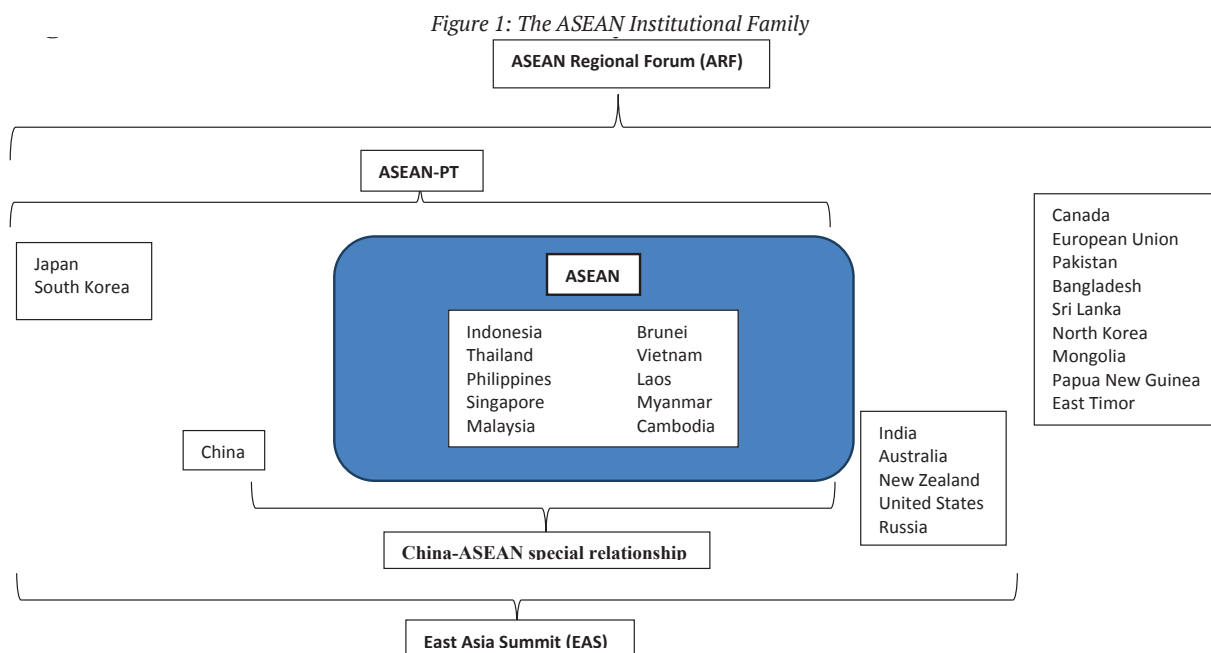 Figure 1: The ASEAN Institutional Family
ASEAN Regional Forum (ARF)
ASEAN-PT
Japan
South Korea
ASEAN
Indonesia
Thailand
Philippines
Singapore
Malaysia
Brunei
Vietnam
Laos
Myanmar
Cambodia
Canada
European Union
Pakistan
Bangladesh
Sri Lanka
North Korea
Mongolia
Papua New Guinea
East Timor
China
India
Australia
New Zealand
United States
Russia
China-ASEAN special relationship
East Asia Summit (EAS)